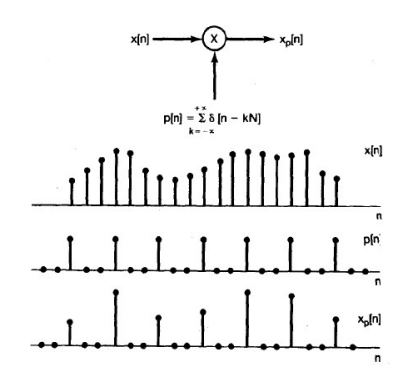 x[n] X xₚ[n]
+∞
p[n] = Σ δ [n − kN]
k = −∞
x[n]
n
p[n]
n
xₚ[n]
n